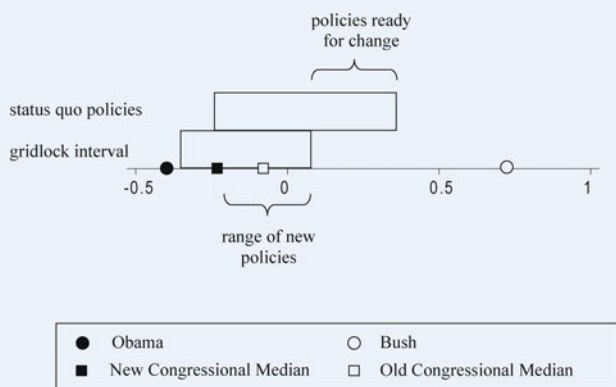 policies ready
for change
status quo policies
gridlock interval
-0.5
0
0.5
1
range of new
policies
Obama
Bush
New Congressional Median
Old Congressional Median